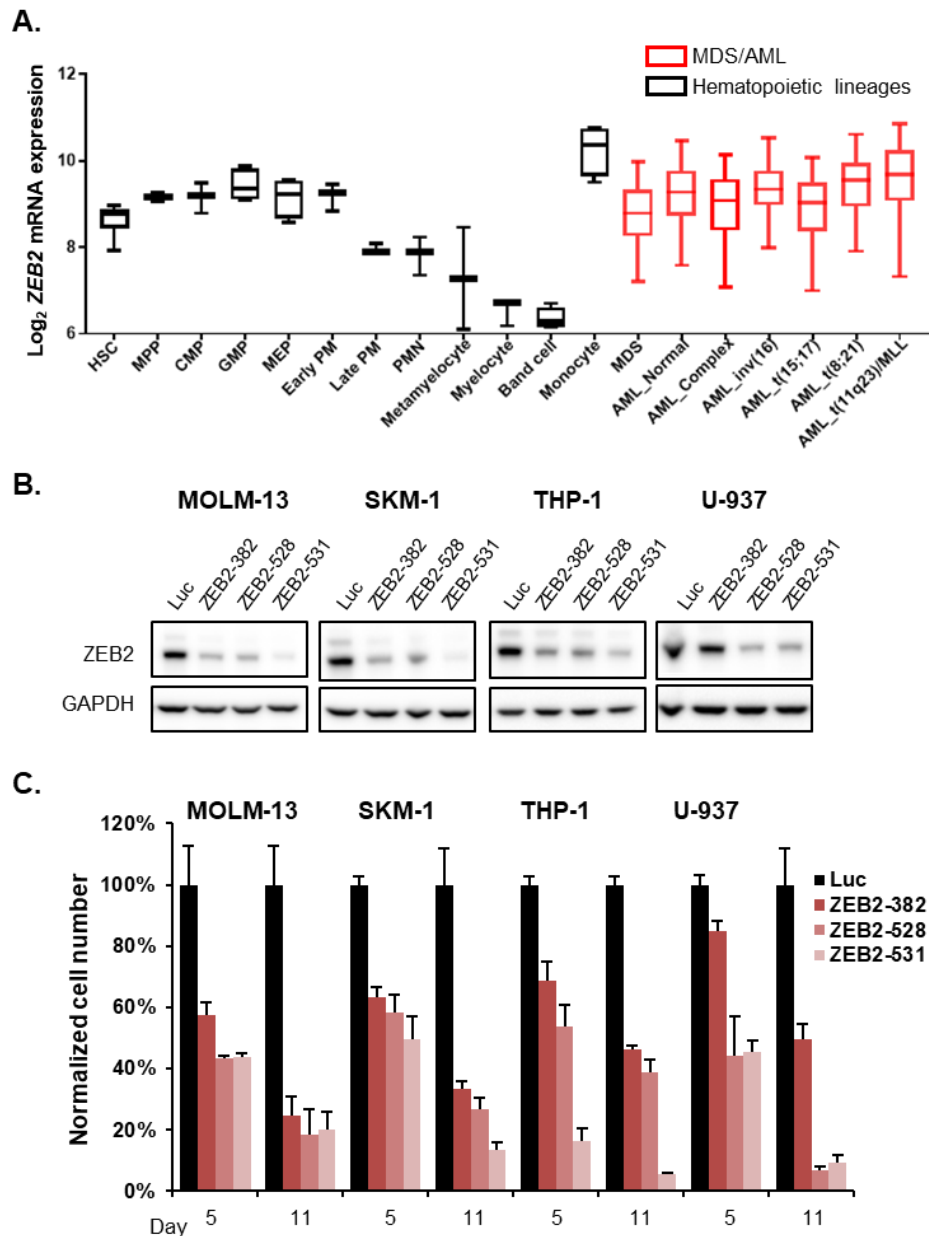 A.
MDS/AML
Hematopoietic lineages
Log₂ ZEB2 mRNA expression
12
10
8
6
HSC
MPP
CMP
GMP
MEP
Early PM
Late PM
PMN
Metamyelocyte
Myelocyte
Band cell
Monocyte
MDS
AML_Normal
AML_Complex
AML_inv(16)
AML_t(15;17)
AML_t(8;21)
AML_t(11q23)/MLL
B.
MOLM-13 SKM-1 THP-1 U-937
Luc ZEB2-382 ZEB2-528 ZEB2-531 Luc ZEB2-382 ZEB2-528 ZEB2-531 Luc ZEB2-382 ZEB2-528 ZEB2-531 Luc ZEB2-382 ZEB2-528 ZEB2-531
ZEB2
GAPDH
C.
MOLM-13 SKM-1 THP-1 U-937
Normalized cell number
120%
100%
80%
60%
40%
20%
0%
Luc
ZEB2-382
ZEB2-528
ZEB2-531
Day 5 11 5 11 5 11 5 11